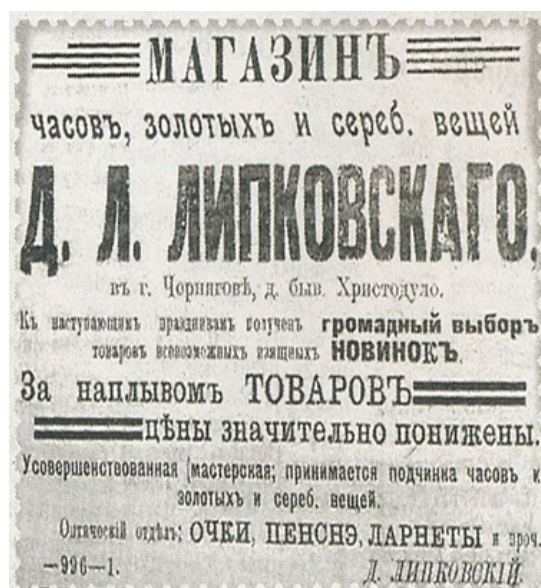 МАГАЗИНЪ
часовъ, золотыхъ и сереб. вещей
Д. Л. ЛИПКОВСКАГО,
въ г. Черниговѣ, д. быв. Христодуло.
Къ наступающимъ праздникамъ полученъ громадный выборъ
товаровъ всевозможныхъ изящныхъ НОВИНОКЪ.
За наплывомъ ТОВАРОВЪ
цѣны значительно понижены.
Усовершенствованная мастерская; принимается подчинка часовъ и
золотыхъ и сереб. вещей.
Оптическій отдѣлъ: ОЧКИ, ПЕНСНЭ, ЛАРНЕТЫ и проч.
—996—1. Д. ЛИПКОВСКІЙ.